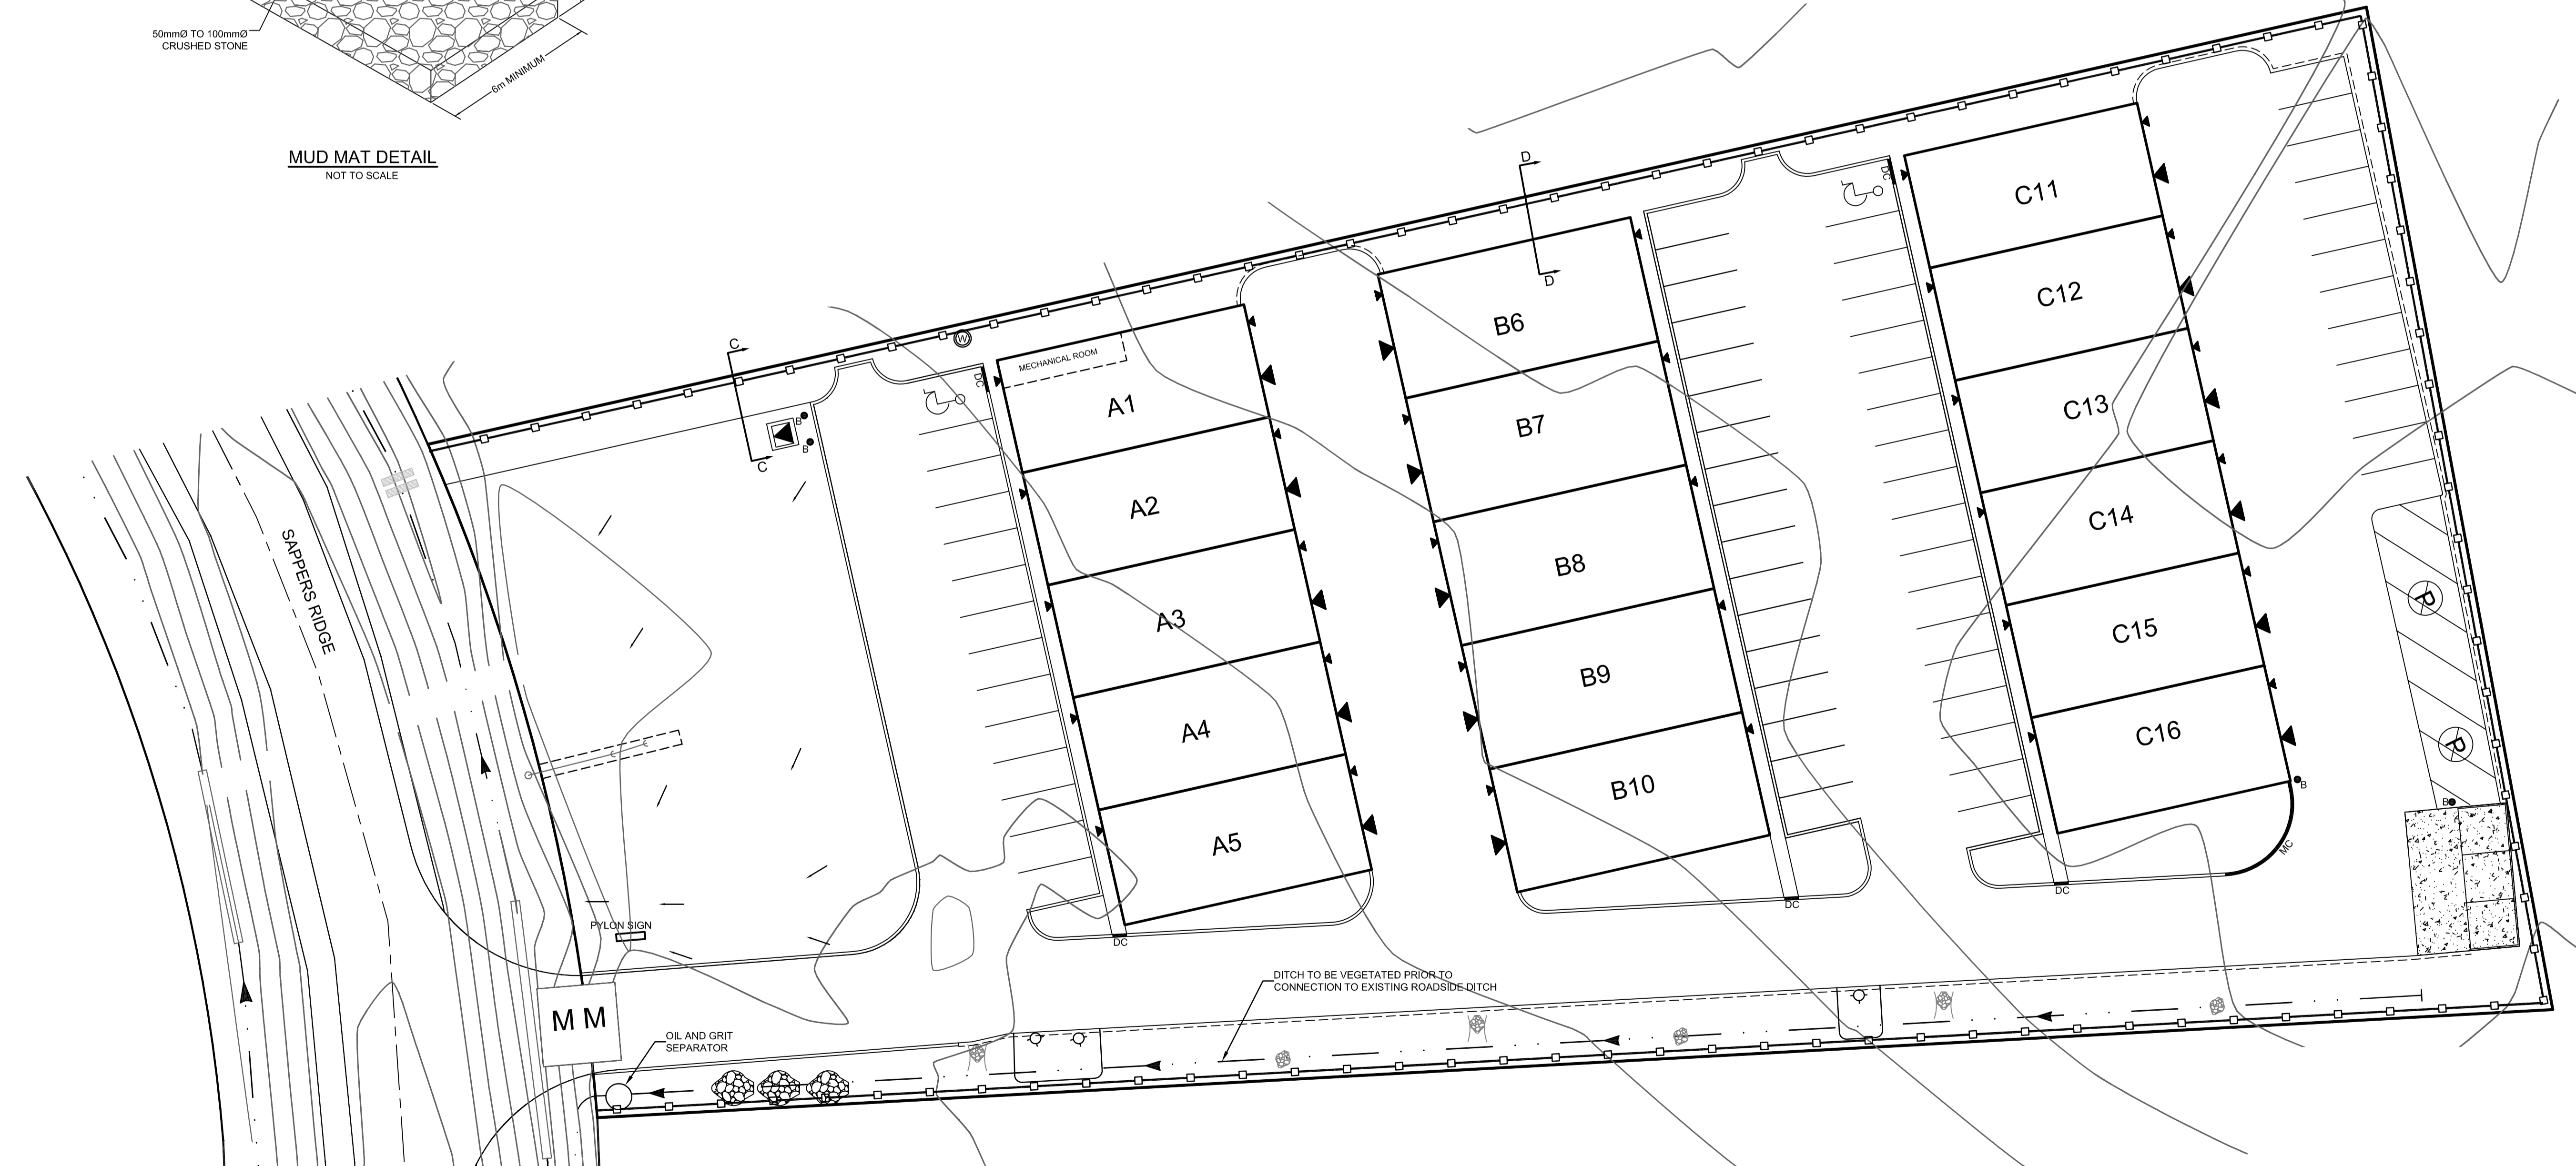 50mmØ TO 100mmØ
CRUSHED STONE
6m MINIMUM
MUD MAT DETAIL
NOT TO SCALE
D
D
DC
C11
C12
C13
C14
C15
C16
B6
B7
B8
B9
B10
W
C
C
B
B
DC
MECHANICAL ROOM
A1
A2
A3
A4
A5
SAPPERS RIDGE
P
P
B
B
MC
DC
DC
DC
PYLON SIGN
M M
OIL AND GRIT
SEPARATOR
DITCH TO BE VEGETATED PRIOR TO
CONNECTION TO EXISTING ROADSIDE DITCH